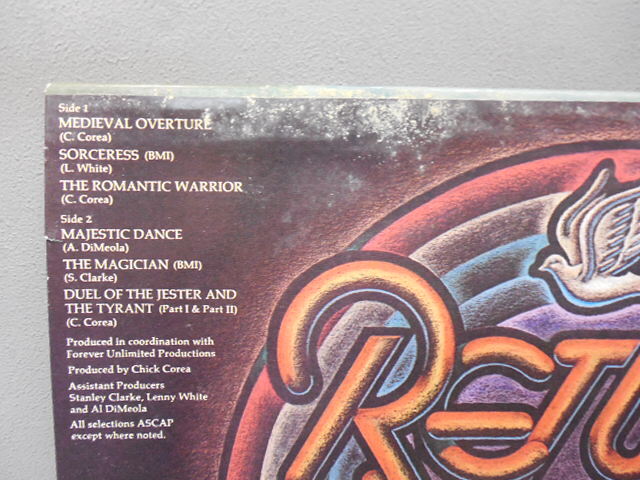 Side 1
MEDIEVAL OVERTURE
(C. Corea)
SORCERESS (BMI)
(L. White)
THE ROMANTIC WARRIOR
(C. Corea)
Side 2
MAJESTIC DANCE
(A. DiMeola)
THE MAGICIAN (BMI)
(S. Clarke)
DUEL OF THE JESTER AND
THE TYRANT (Part I & Part II)
(C. Corea)
Produced in coordination with
Forever Unlimited Productions
Produced by Chick Corea
Assistant Producers
Stanley Clarke, Lenny White
and Al DiMeola
All selections ASCAP
except where noted.
RETU